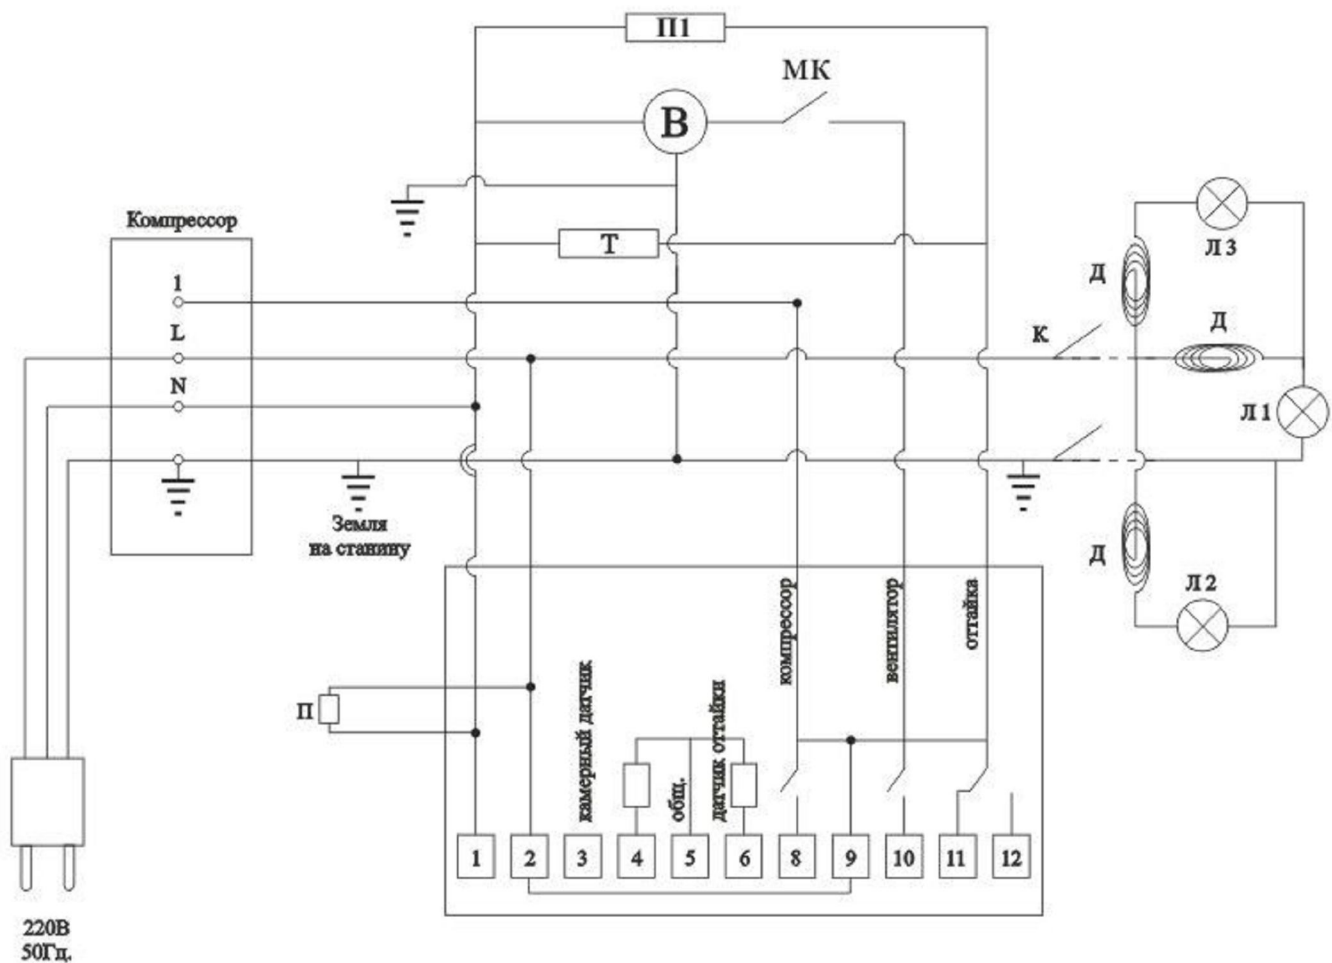 П1
МК
В
Компрессор
Т
Л 3
1
Д
L
К
Д
N
Л 1
Земля
на станину
Д
Л 2
компрессор
вентилятор
оттайка
П
камерный датчик
общ.
датчик оттайки
1
2
3
4
5
6
8
9
10
11
12
220В
50Гц.